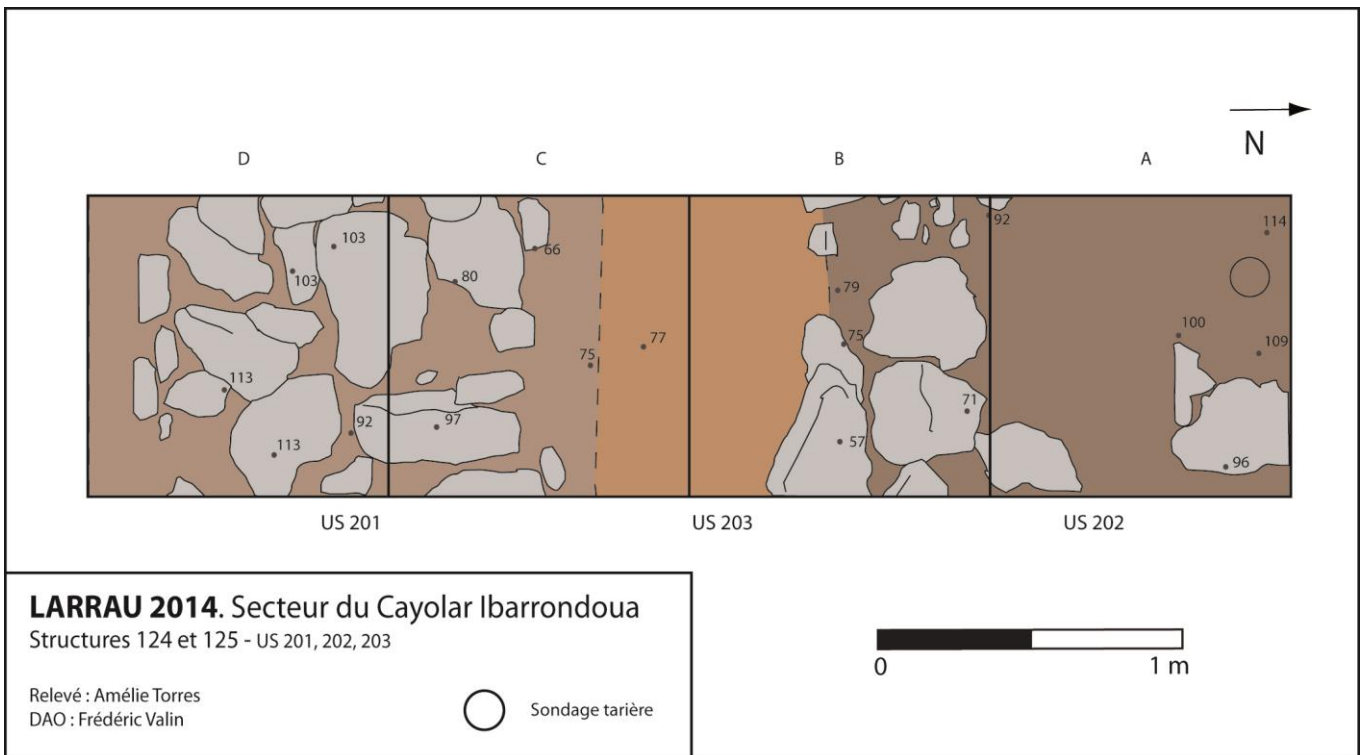 N
D C B A
92
114
103
66
103
80
79
100
77
75
109
75
113
71
92
97
57
113
96
US 201 US 203 US 202
LARRAU 2014. Secteur du Cayolar Ibarrondoua
Structures 124 et 125 - US 201, 202, 203
Relevé : Amélie Torres
DAO : Frédéric Valin
Sondage tarière
0 1 m